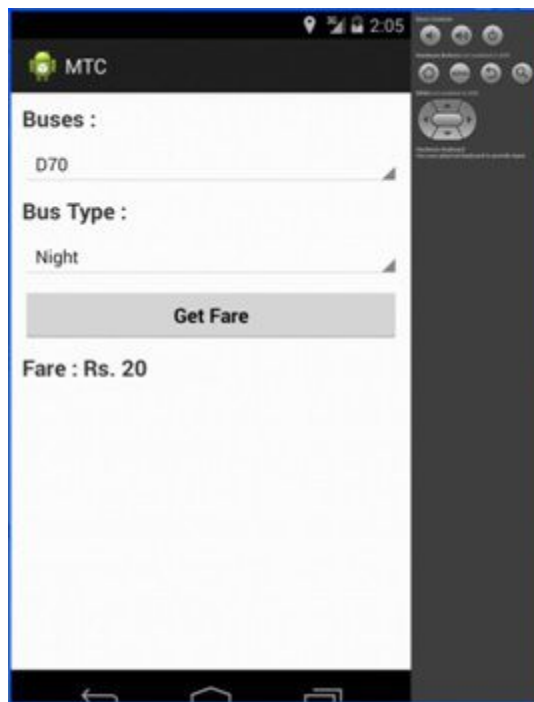 2:05
MTC
Buses :
D70
Bus Type :
Night
Get Fare
Fare : Rs. 20